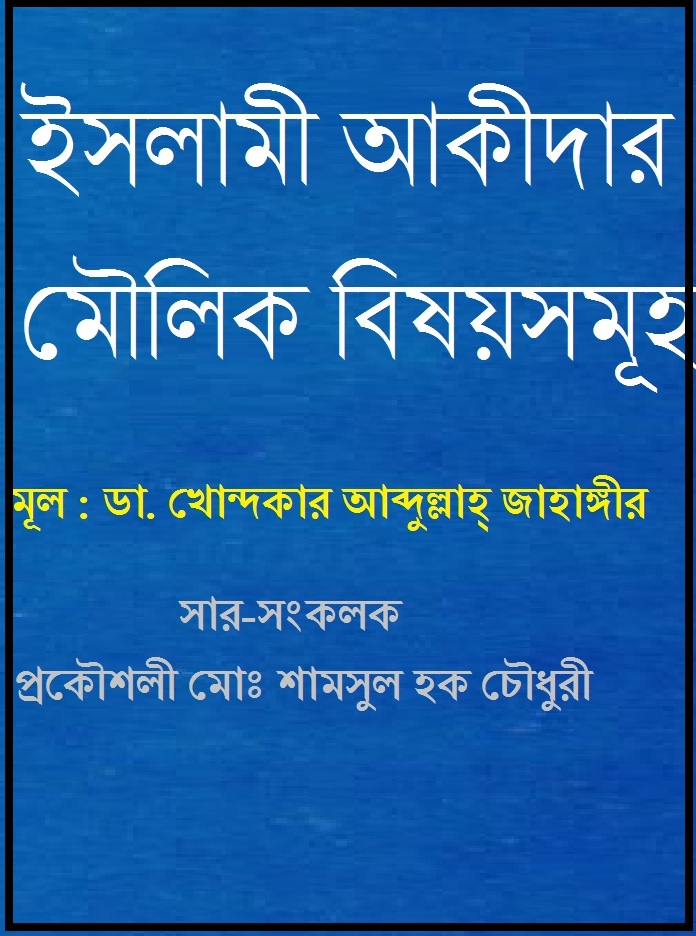 ইসলামী আকীদার
মৌলিক বিষয়সমূহ
মূল : ডা. খোন্দকার আব্দুল্লাহ্ জাহাঙ্গীর
সার-সংকলক
প্রকৌশলী মোঃ শামসুল হক চৌধুরী